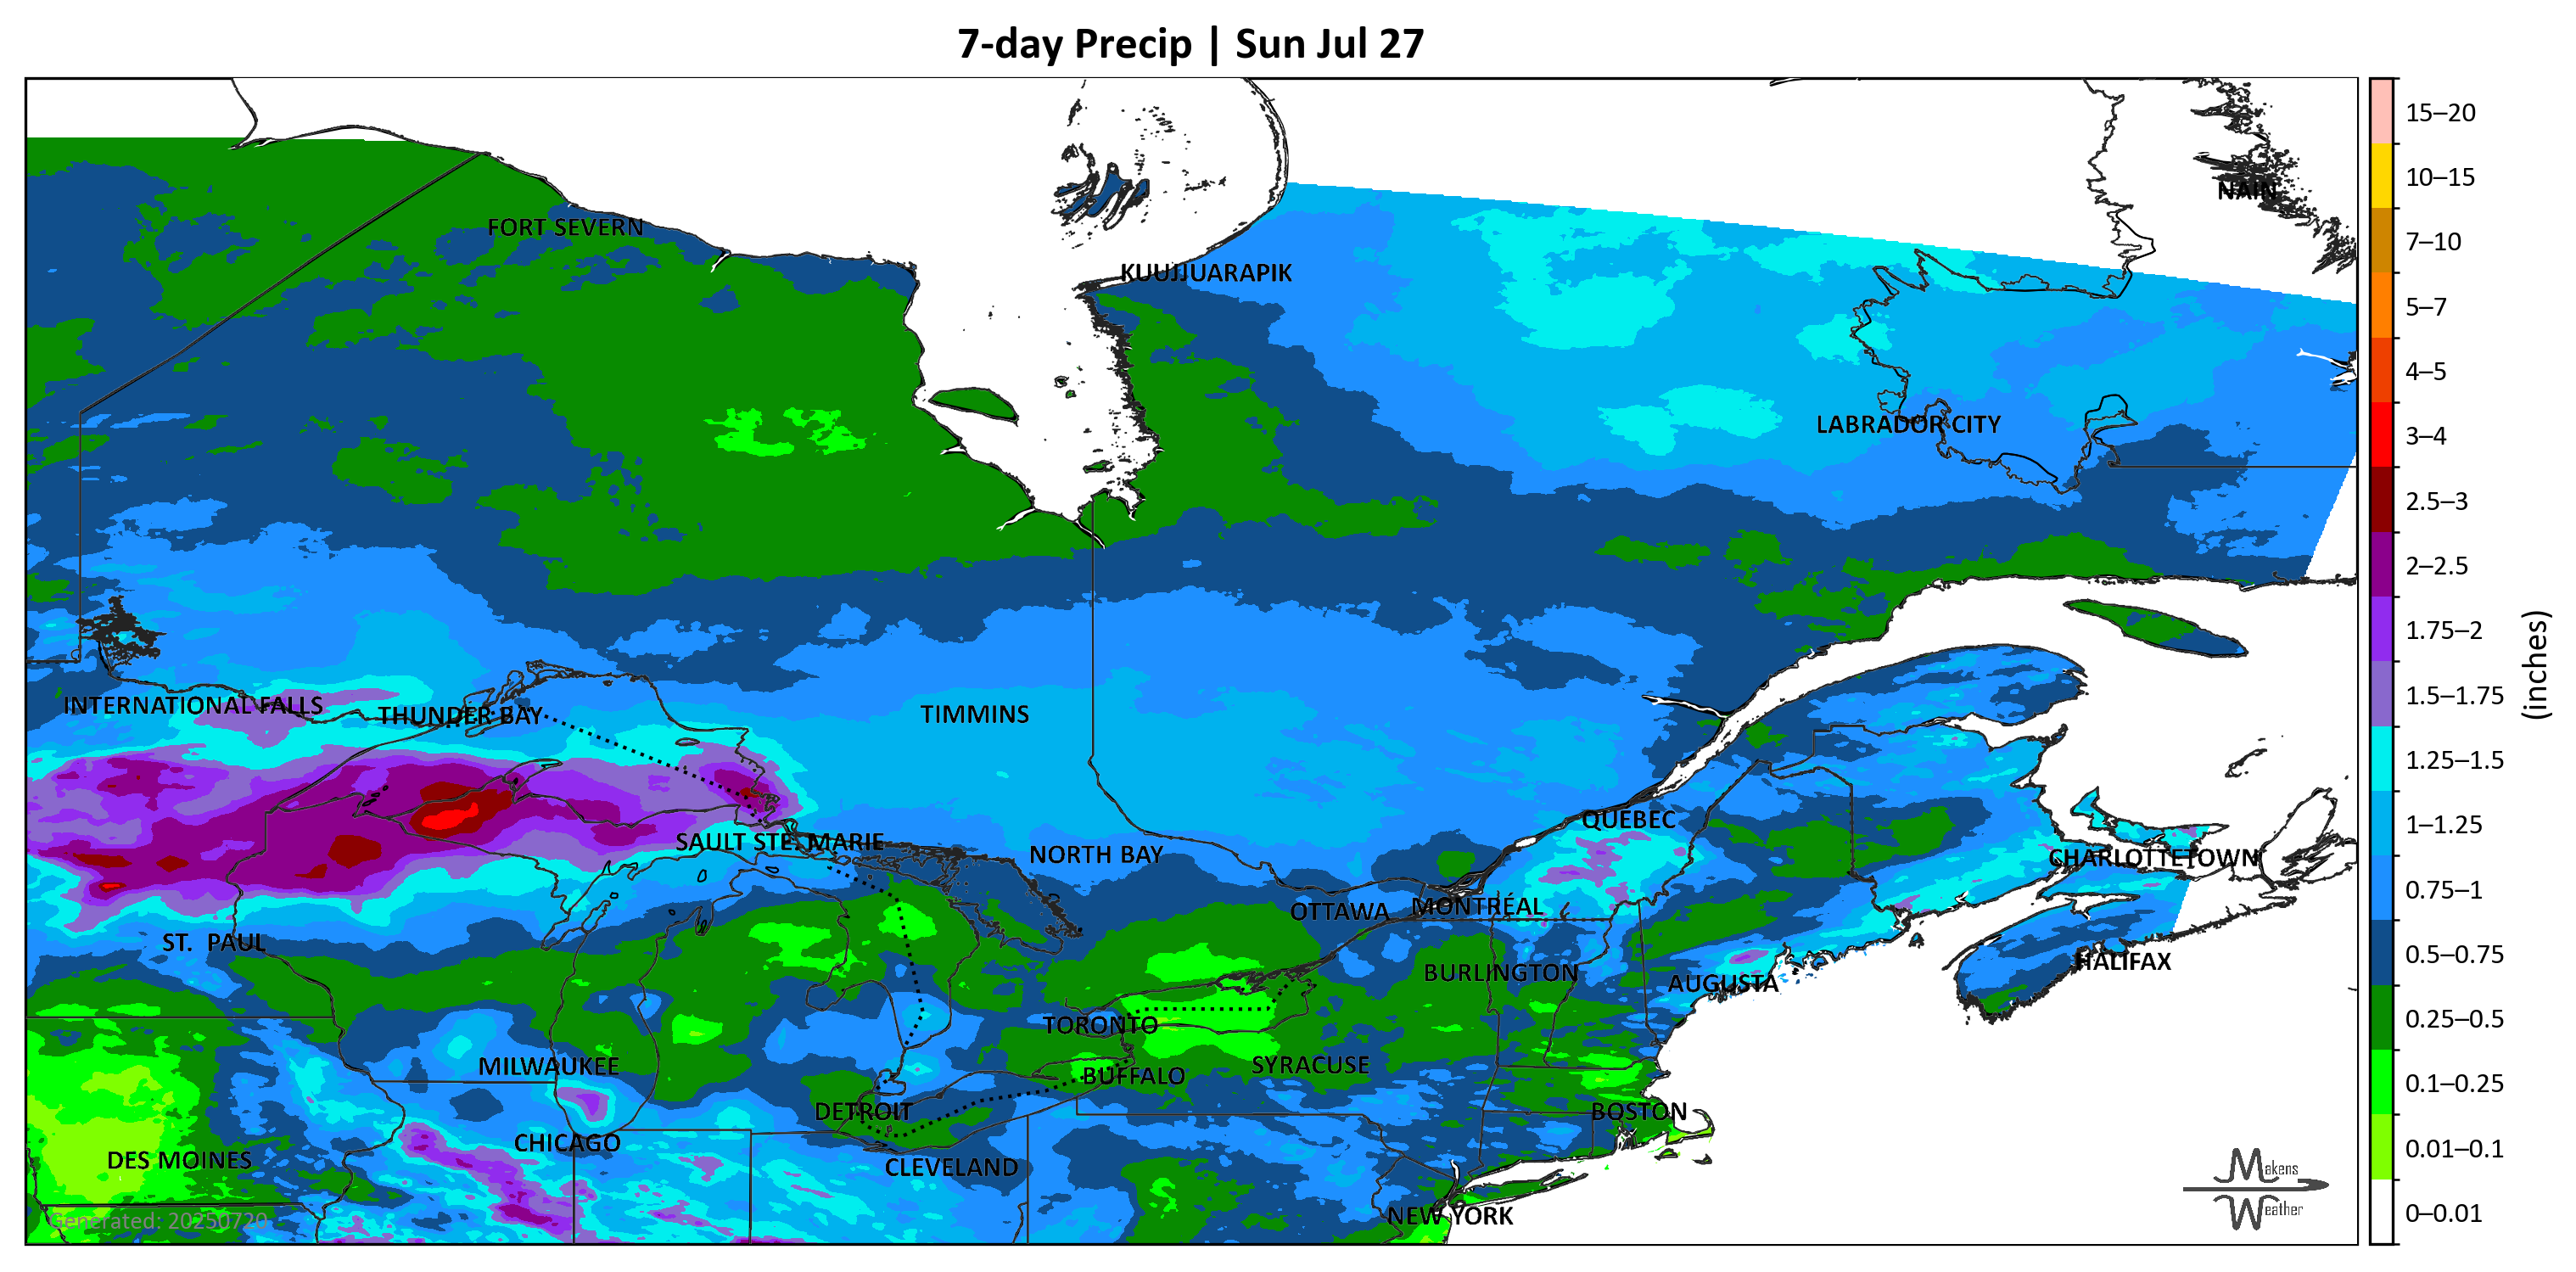 7-day Precip | Sun Jul 27
15–20
10–15
7–10
5–7
4–5
3–4
2.5–3
2–2.5
1.75–2
1.5–1.75
1.25–1.5
1–1.25
0.75–1
0.5–0.75
0.25–0.5
0.1–0.25
0.01–0.1
0–0.01
(inches)
NAIN
FORT SEVERN
KUUJJUARAPIK
LABRADOR CITY
INTERNATIONAL FALLS
THUNDER BAY
TIMMINS
QUÉBEC
SAULT STE. MARIE
NORTH BAY
CHARLOTTETOWN
OTTAWA
MONTRÉAL
ST. PAUL
HALIFAX
BURLINGTON
AUGUSTA
TORONTO
MILWAUKEE
SYRACUSE
BUFFALO
DETROIT
BOSTON
CHICAGO
DES MOINES
CLEVELAND
NEW YORK
Generated: 20250720
Makens
Weather